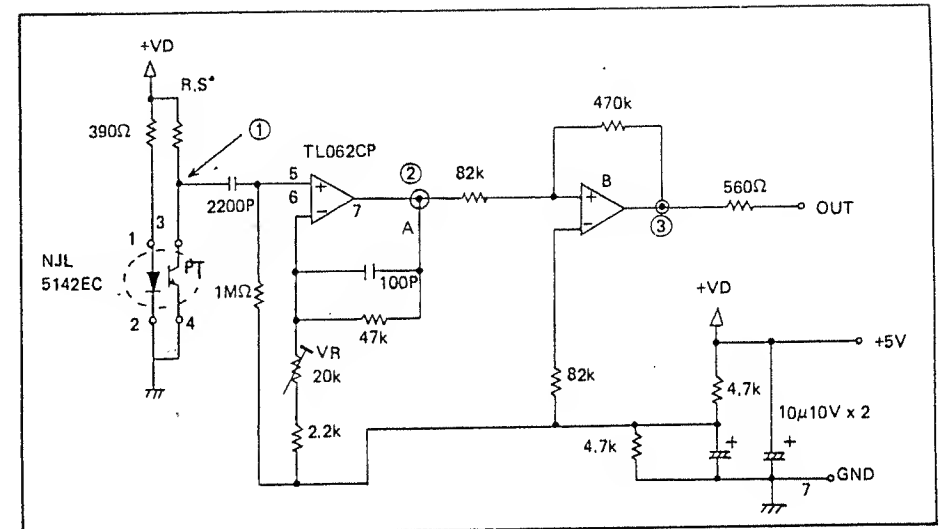 +VD
R.S*
390Ω
①
TL062CP
470k
②
82k
B
5
6
7
+
−
2200P
A
560Ω
OUT
③
+
−
3
1
NJL
5142EC
PT
2
4
1MΩ
100P
47k
VR
20k
2.2k
+VD
+5V
82k
4.7k
10μ10V x 2
4.7k
+
+
7
GND